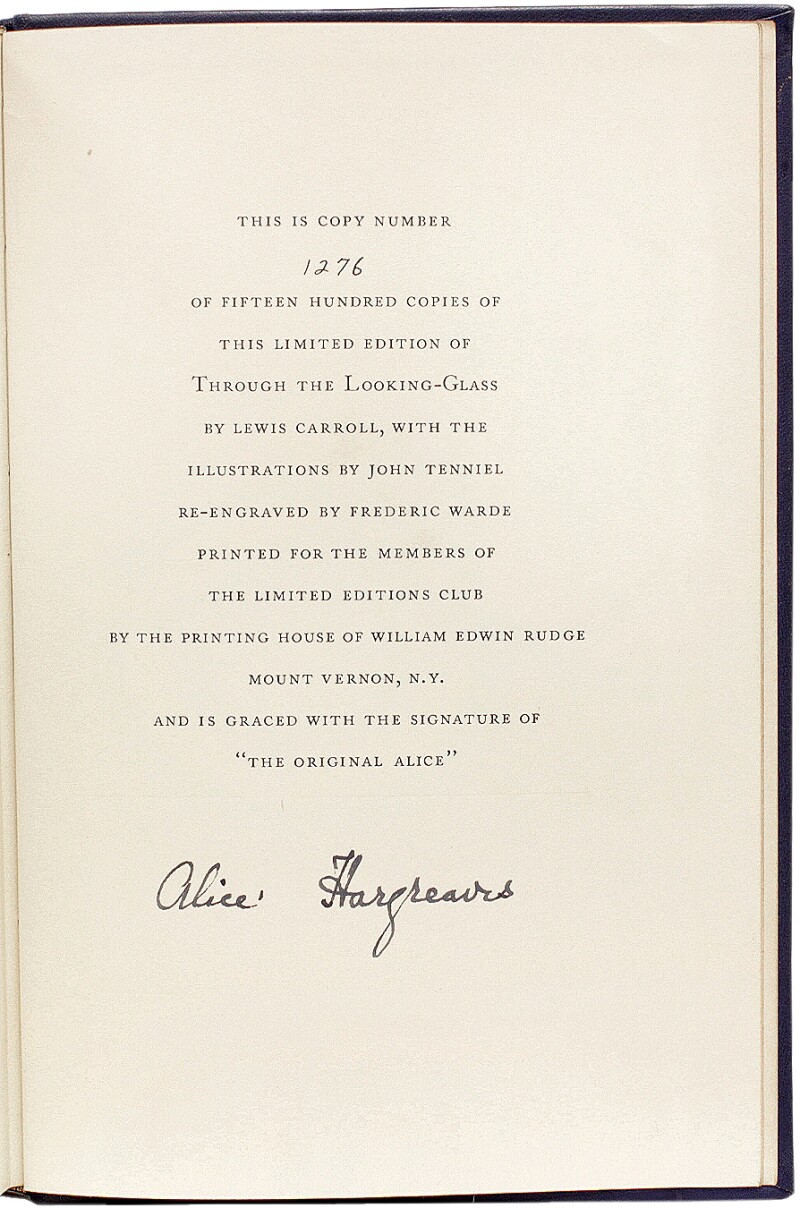 THIS IS COPY NUMBER
1276
OF FIFTEEN HUNDRED COPIES OF
THIS LIMITED EDITION OF
THROUGH THE LOOKING-GLASS
BY LEWIS CARROLL, WITH THE
ILLUSTRATIONS BY JOHN TENNIEL
RE-ENGRAVED BY FREDERIC WARDE
PRINTED FOR THE MEMBERS OF
THE LIMITED EDITIONS CLUB
BY THE PRINTING HOUSE OF WILLIAM EDWIN RUDGE
MOUNT VERNON, N.Y.
AND IS GRACED WITH THE SIGNATURE OF
“THE ORIGINAL ALICE”
Alice Hargreaves